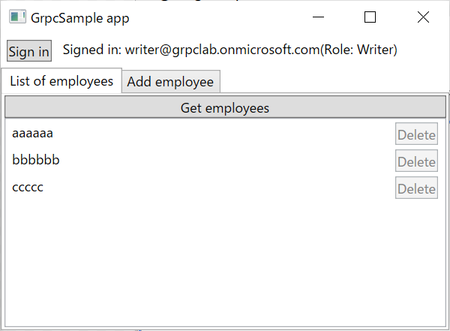 GrpcSample app
Sign in Signed in: writer@grpclab.onmicrosoft.com(Role: Writer)
List of employees Add employee
Get employees
aaaaaa Delete
bbbbbb Delete
ccccc Delete